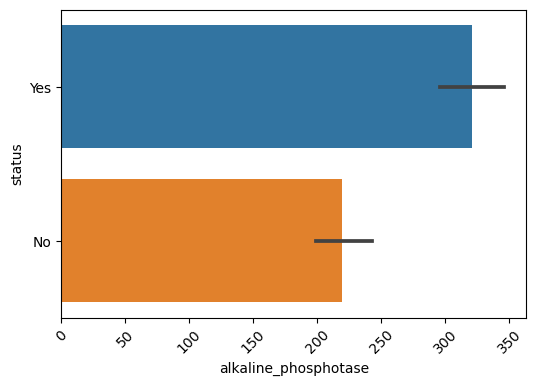 Yes
No
status
0 50 100 150 200 250 300 350
alkaline_phosphotase